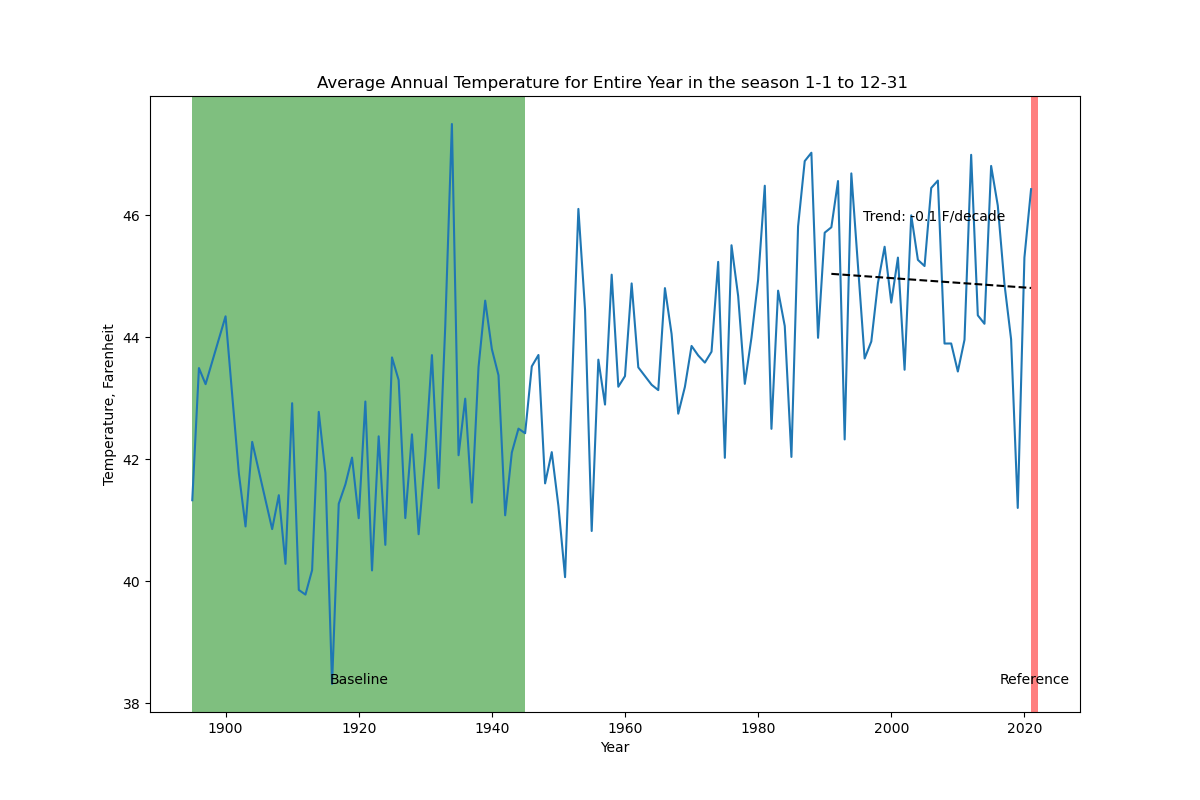 Average Annual Temperature for Entire Year in the season 1-1 to 12-31
Temperature, Farenheit
46
44
42
40
38
Trend: -0.1 F/decade
Baseline
Reference
1900
1920
1940
1960
1980
2000
2020
Year